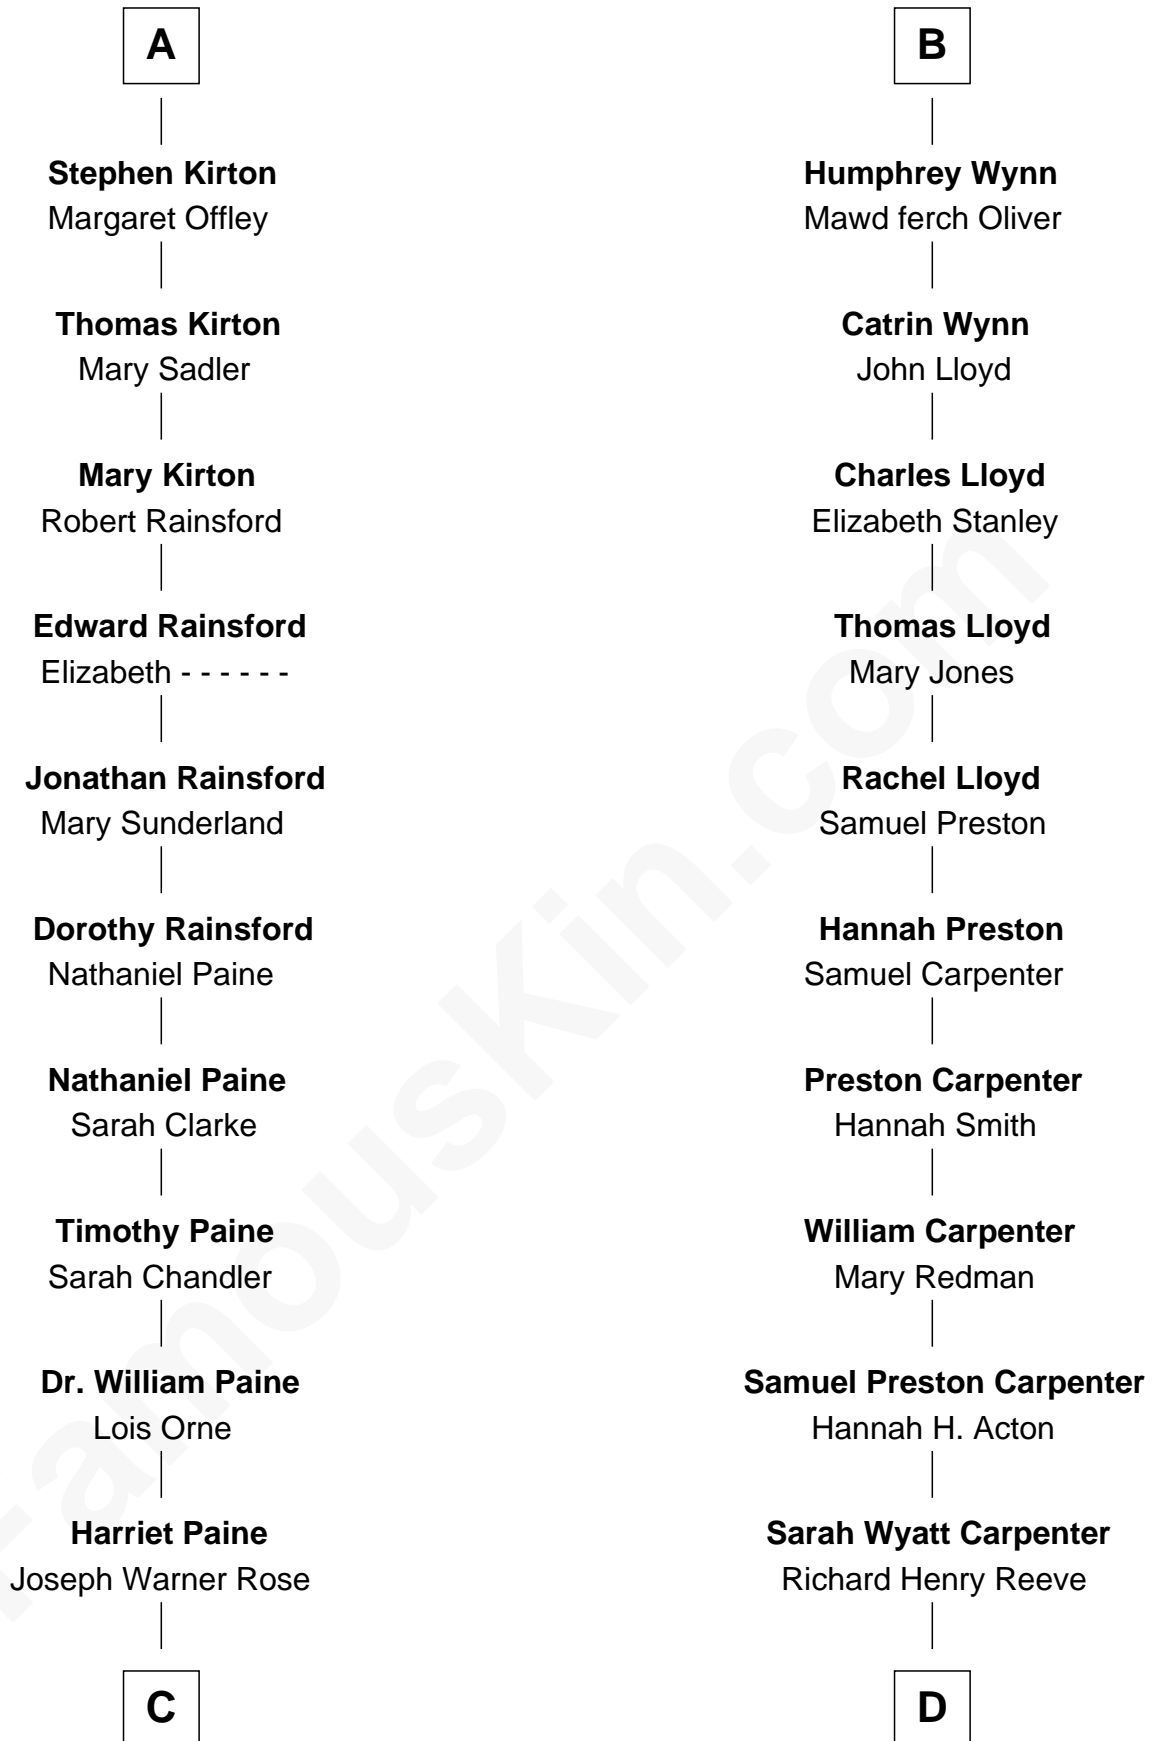 A
Stephen Kirton
Margaret Offley
Thomas Kirton
Mary Sadler
Mary Kirton
Robert Rainsford
Edward Rainsford
Elizabeth - - - - - -
Jonathan Rainsford
Mary Sunderland
Dorothy Rainsford
Nathaniel Paine
Nathaniel Paine
Sarah Clarke
Timothy Paine
Sarah Chandler
Dr. William Paine
Lois Orne
Harriet Paine
Joseph Warner Rose
C
B
Humphrey Wynn
Mawd ferch Oliver
Catrin Wynn
John Lloyd
Charles Lloyd
Elizabeth Stanley
Thomas Lloyd
Mary Jones
Rachel Lloyd
Samuel Preston
Hannah Preston
Samuel Carpenter
Preston Carpenter
Hannah Smith
William Carpenter
Mary Redman
Samuel Preston Carpenter
Hannah H. Acton
Sarah Wyatt Carpenter
Richard Henry Reeve
D
FamousKin.com